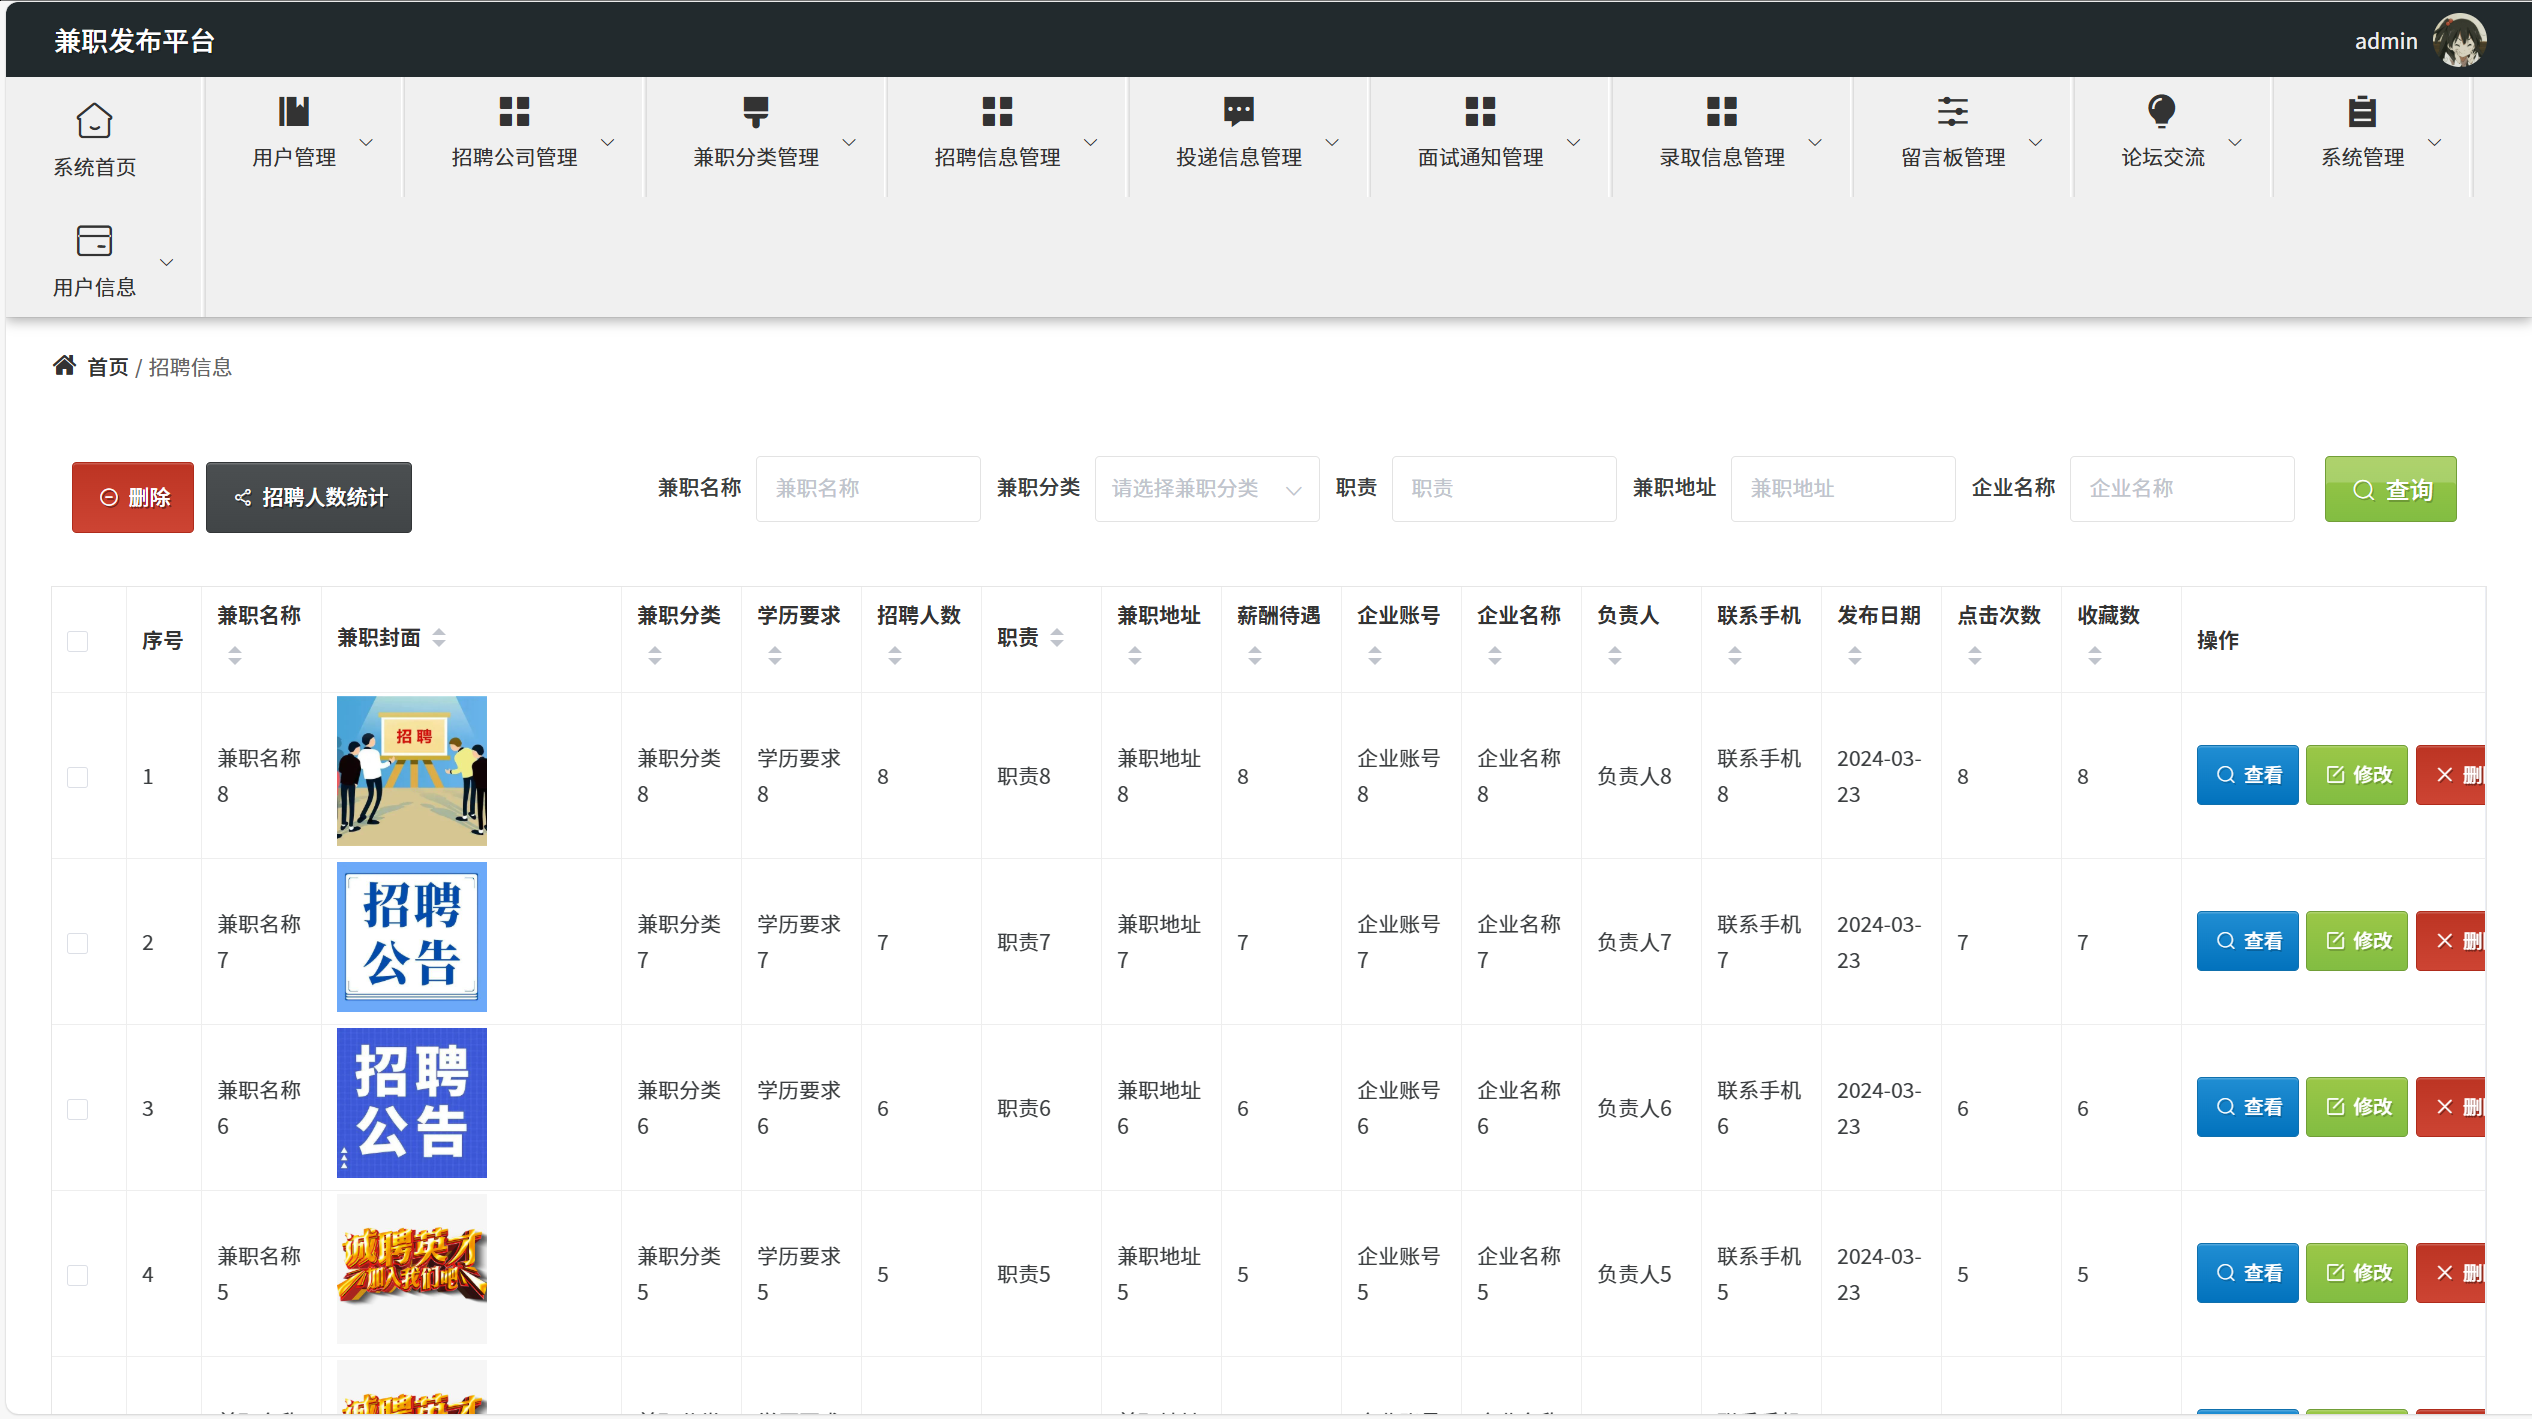 兼职发布平台
admin
系统首页
用户管理
招聘公司管理
兼职分类管理
招聘信息管理
投递信息管理
面试通知管理
录取信息管理
留言板管理
论坛交流
系统管理
用户信息
首页 / 招聘信息
删除
招聘人数统计
兼职名称 兼职名称
兼职分类 请选择兼职分类
职责 职责
兼职地址 兼职地址
企业名称 企业名称
查询
序号 兼职名称 兼职封面 兼职分类 学历要求 招聘人数 职责 兼职地址 薪酬待遇 企业账号 企业名称 负责人 联系手机 发布日期 点击次数 收藏数 操作
1
兼职名称
8
招聘
兼职分类
8
学历要求
8
8
职责8
兼职地址
8
8
企业账号
8
企业名称
8
负责人8
联系手机
8
2024-03-
23
8
8
查看
修改
2
兼职名称
7
招聘
公告
兼职分类
7
学历要求
7
7
职责7
兼职地址
7
7
企业账号
7
企业名称
7
负责人7
联系手机
7
2024-03-
23
7
7
查看
修改
3
兼职名称
6
招聘
公告
兼职分类
6
学历要求
6
6
职责6
兼职地址
6
6
企业账号
6
企业名称
6
负责人6
联系手机
6
2024-03-
23
6
6
查看
修改
4
兼职名称
5
诚聘英才
加入我们吧
兼职分类
5
学历要求
5
5
职责5
兼职地址
5
5
企业账号
5
企业名称
5
负责人5
联系手机
5
2024-03-
23
5
5
查看
修改